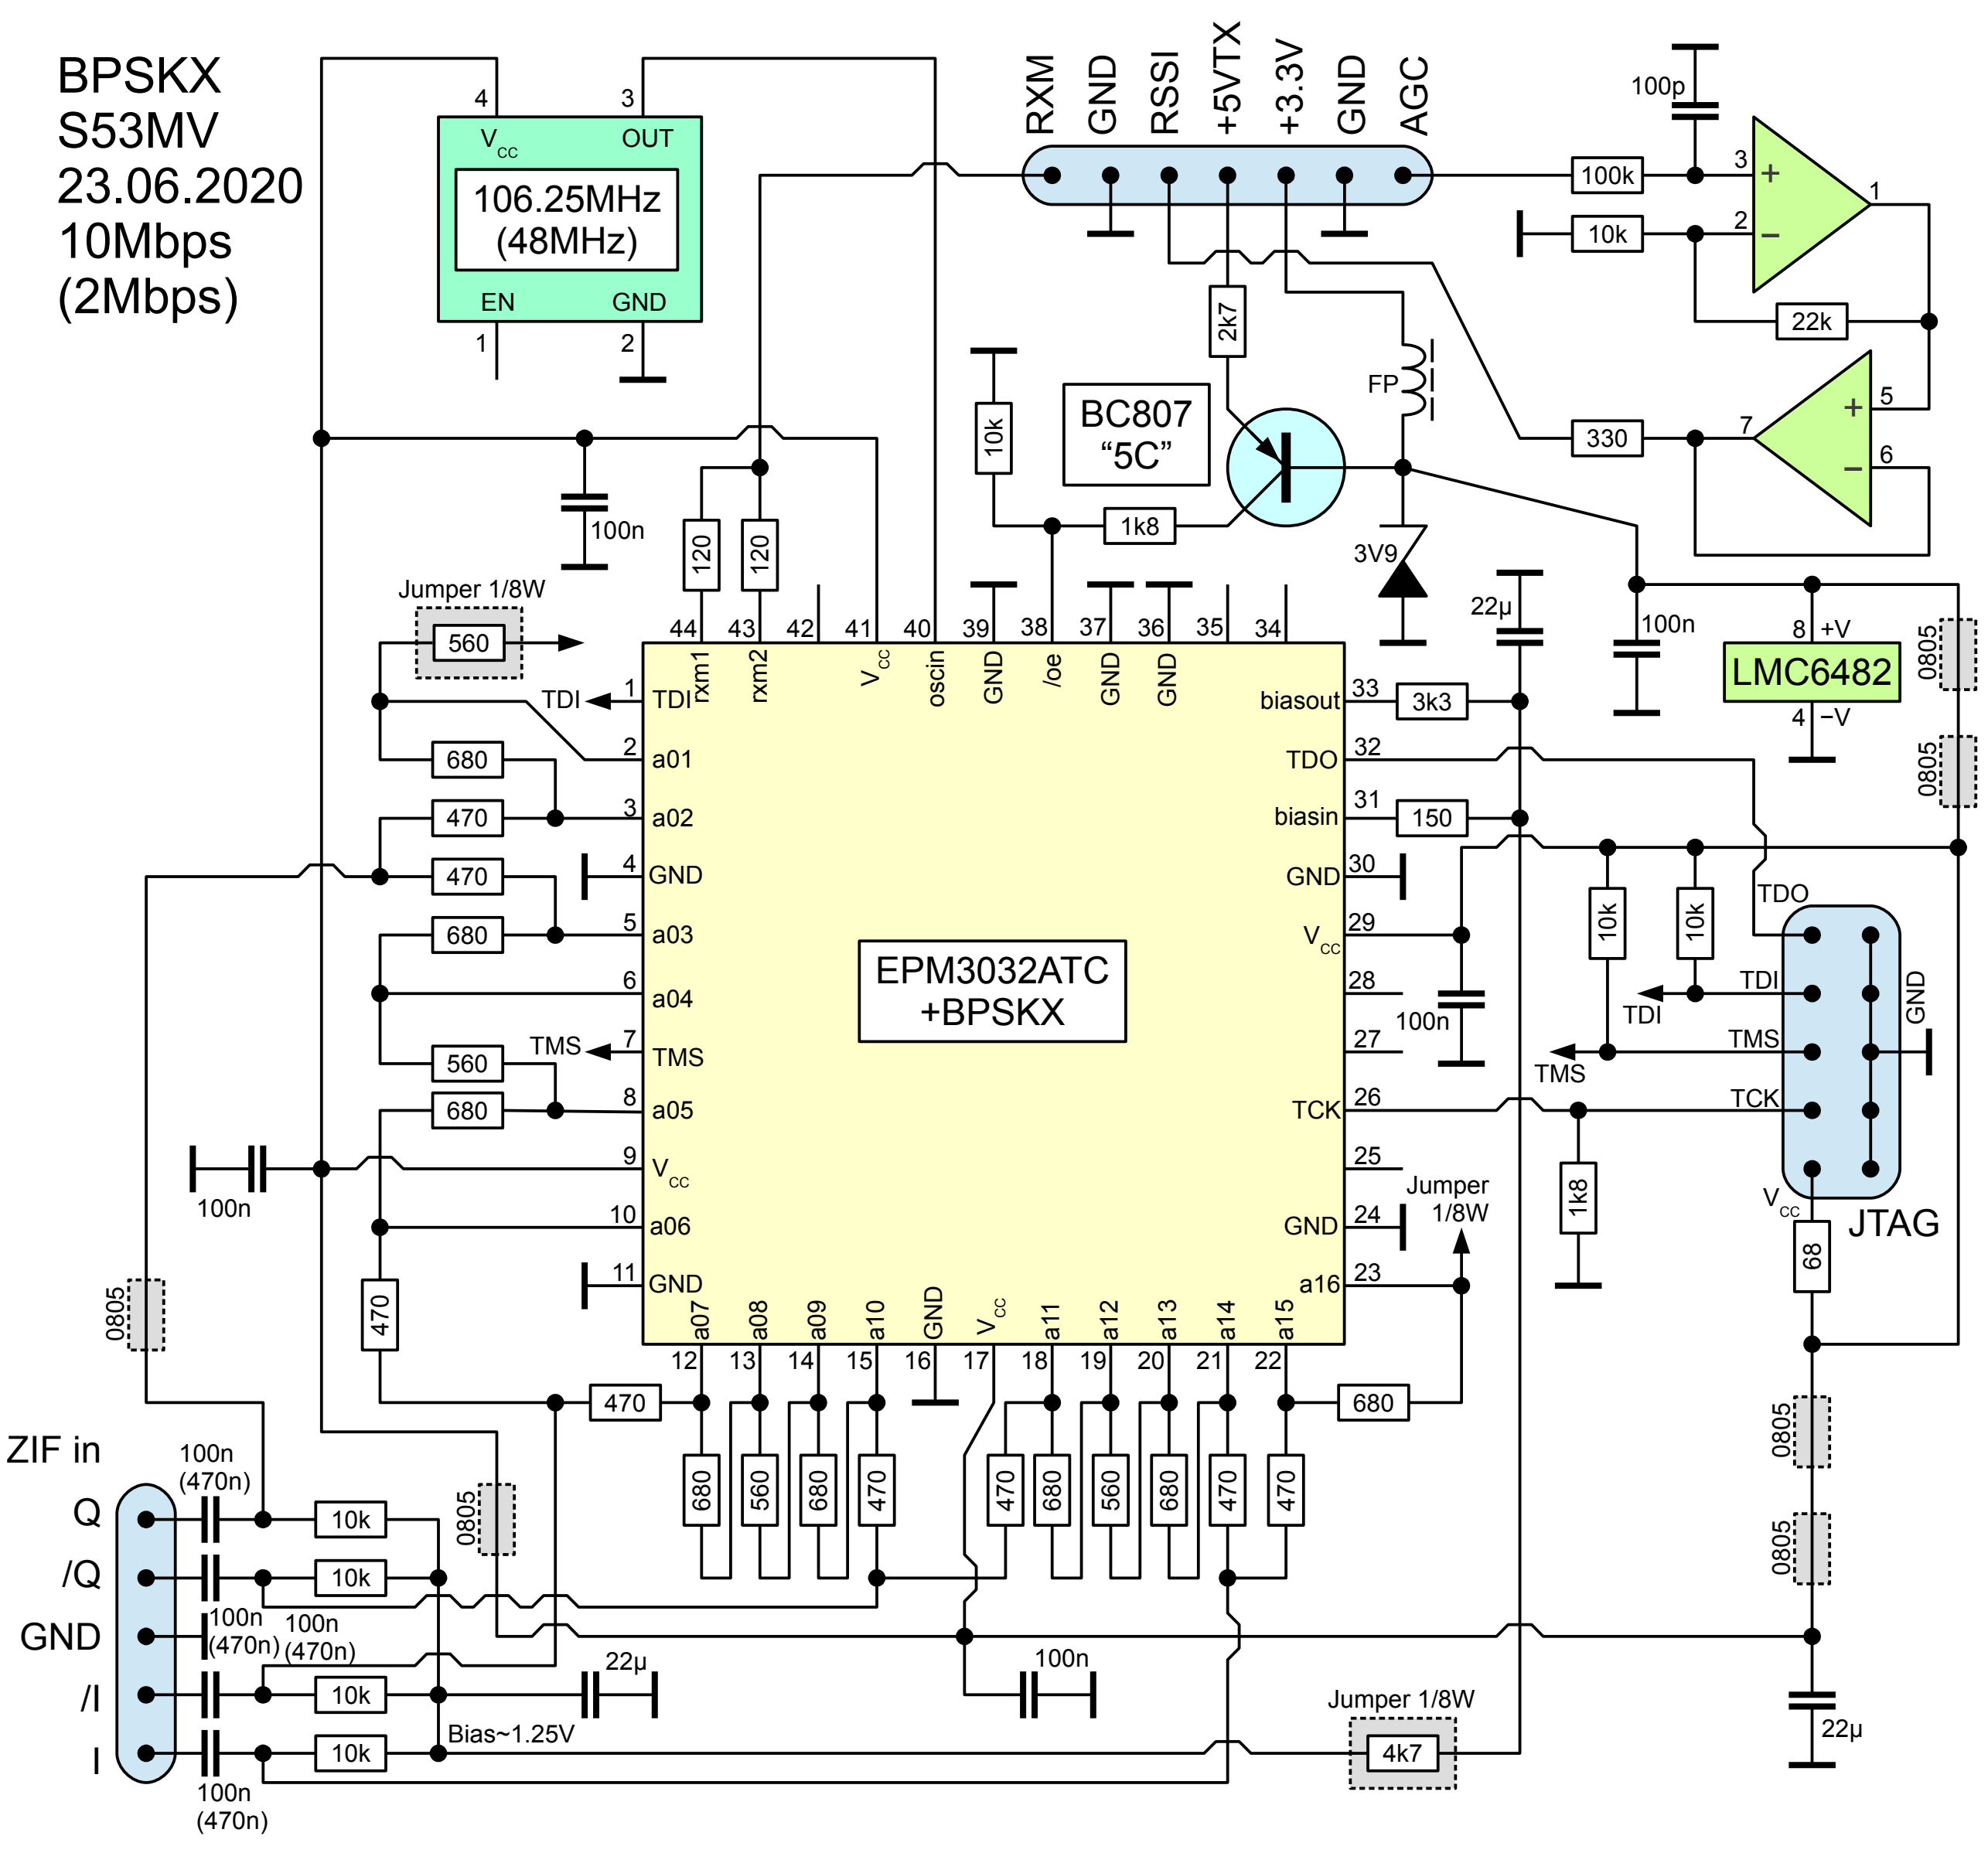 BPSKX
S53MV
23.06.2020
10Mbps
(2Mbps)
4
3
VCC
OUT
106.25MHz
(48MHz)
EN
GND
1
2
RXM
GND
RSSI
+5VTX
+3.3V
GND
AGC
100p
100k
3
+
1
10k
2
−
22k
2k7
FP
10k
BC807
“5C”
1k8
3V9
330
7
5
+
6
−
100n
120
120
Jumper 1/8W
560
22µ
100n
8
+V
LMC6482
4
−V
0805
0805
44
43
42
41
40
39
38
37
36
35
34
rxm1
rxm2
VCC
oscin
GND
/oe
GND
GND
TDI
1
TDI
680
2
a01
470
3
a02
4
GND
470
680
5
a03
6
a04
TMS
7
TMS
560
680
8
a05
9
VCC
100n
10
a06
11
GND
470
0805
EPM3032ATC
+BPSKX
biasout
33
3k3
TDO
32
biasin
31
150
GND
30
VCC
29
28
100n
27
TCK
26
25
Jumper
1/8W
GND
24
a16
23
10k
10k
TDO
TDI
TDI
TMS
TMS
TCK
GND
VCC
JTAG
1k8
68
a07
a08
a09
a10
GND
VCC
a11
a12
a13
a14
a15
12
13
14
15
16
17
18
19
20
21
22
470
680
680
560
680
470
470
680
560
680
470
470
0805
0805
0805
ZIF in
100n
(470n)
Q
10k
/Q
10k
GND
100n
(470n)
100n
(470n)
/I
10k
22µ
100n
I
10k
Bias~1.25V
Jumper 1/8W
4k7
22µ
100n
(470n)